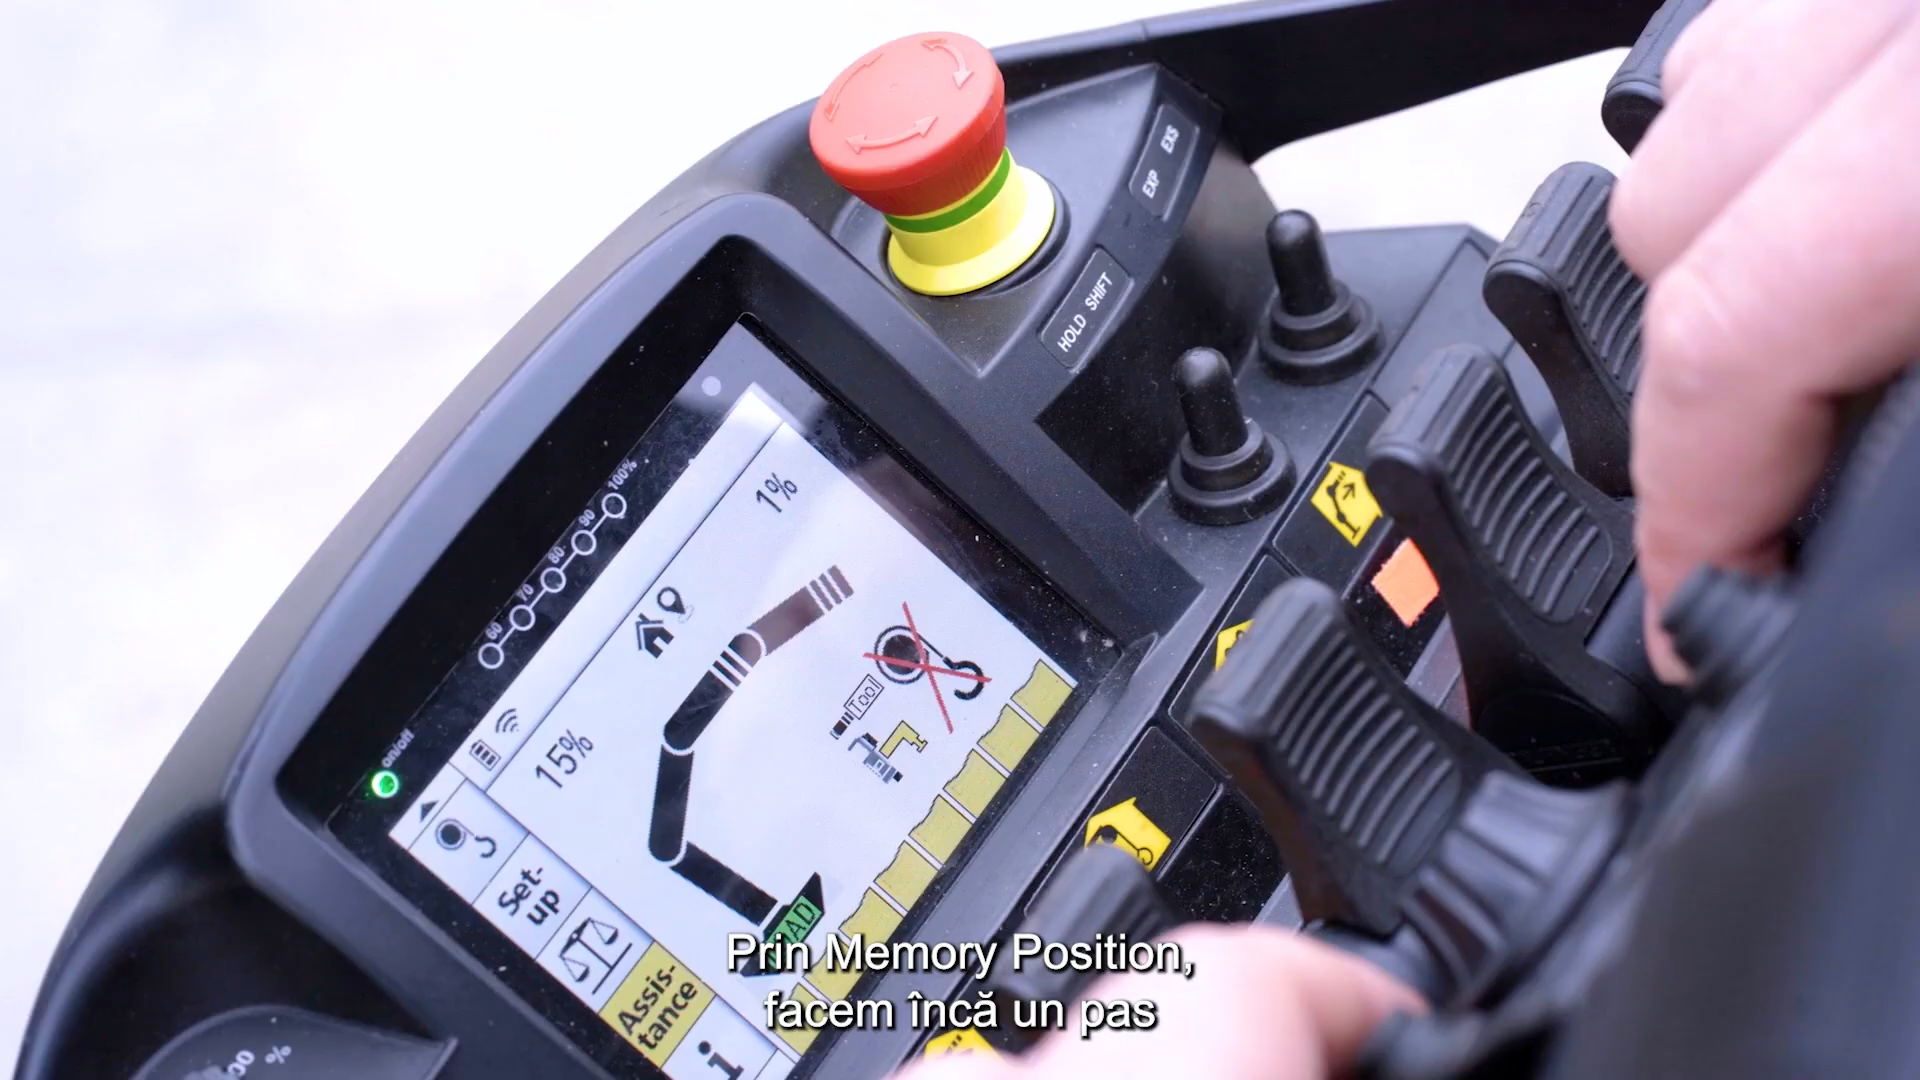 EXP EXS
HOLD SHIFT
60 70 80 90 100%
on/off
1%
15%
Tool
Set-
up
Assis-
tance
i
Prin Memory Position,
facem încă un pas